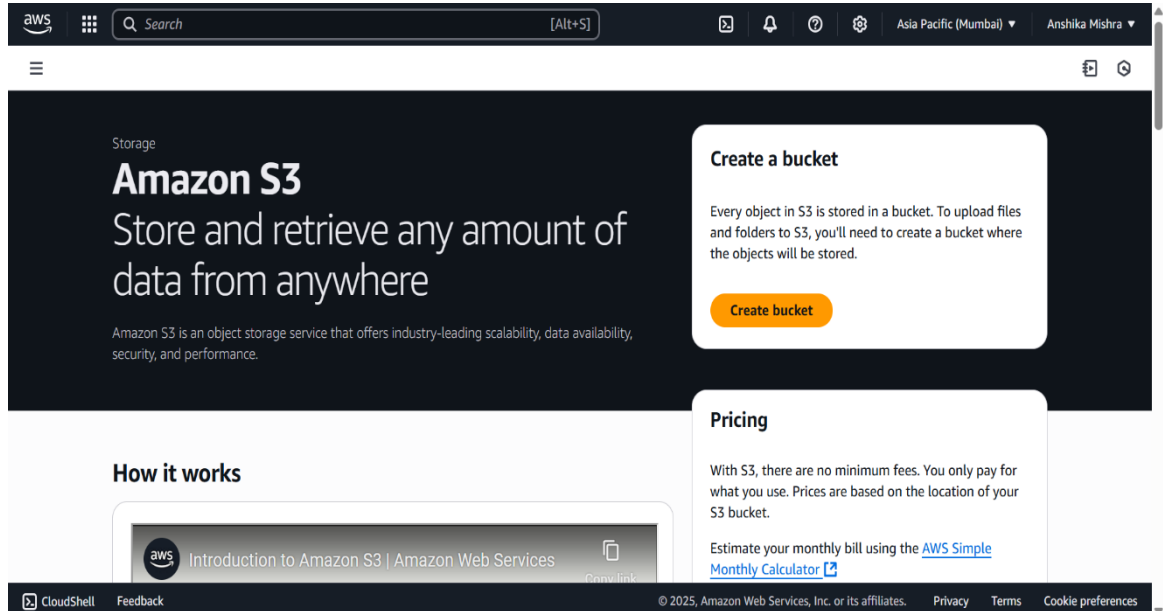 aws
Search
[Alt+S]
Asia Pacific (Mumbai)
Anshika Mishra
Storage
Amazon S3
Store and retrieve any amount of
data from anywhere
Amazon S3 is an object storage service that offers industry-leading scalability, data availability,
security, and performance.
Create a bucket
Every object in S3 is stored in a bucket. To upload files
and folders to S3, you'll need to create a bucket where
the objects will be stored.
Create bucket
Pricing
With S3, there are no minimum fees. You only pay for
what you use. Prices are based on the location of your
S3 bucket.
Estimate your monthly bill using the AWS Simple
Monthly Calculator
How it works
aws
Introduction to Amazon S3 | Amazon Web Services
Copy link
CloudShell
Feedback
© 2025, Amazon Web Services, Inc. or its affiliates.
Privacy
Terms
Cookie preferences